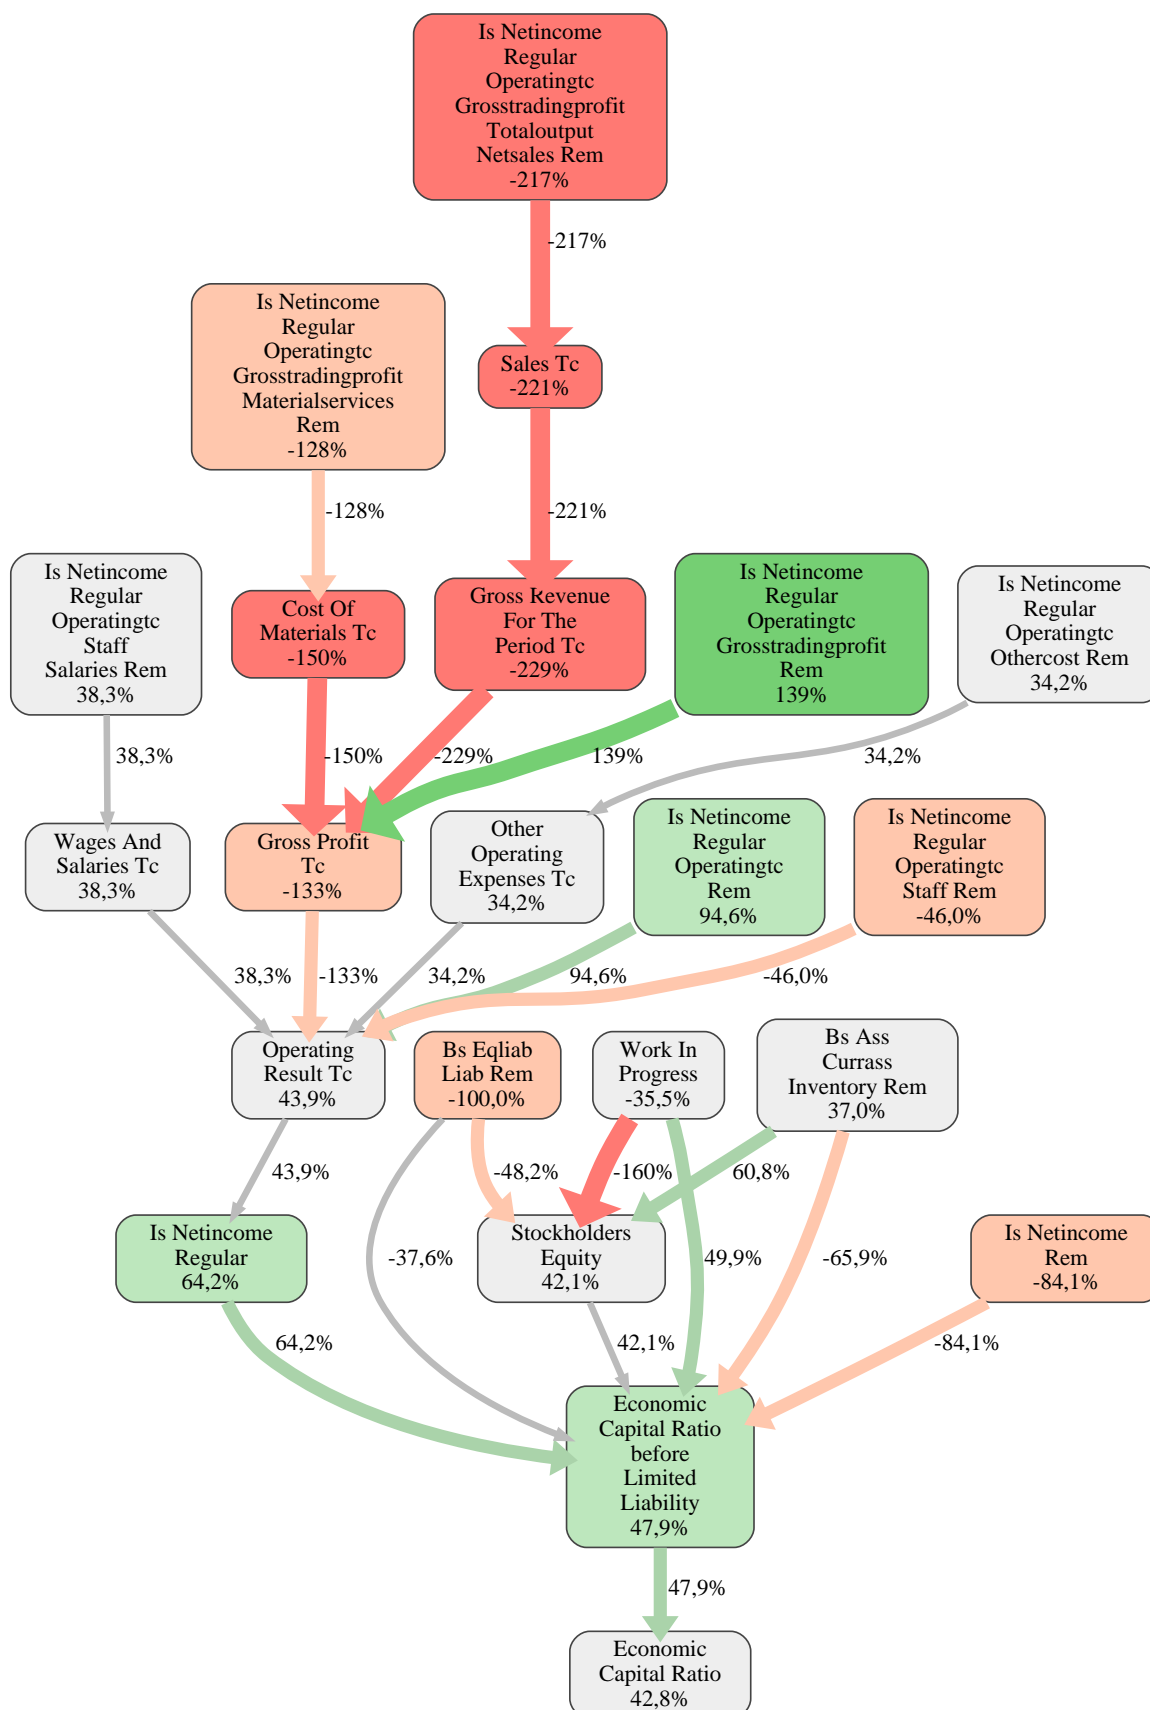 Is Netincome
Regular
Operatingtc
Grosstradingprofit
Totaloutput
Netsales Rem
-217%
-217%
Is Netincome
Regular
Operatingtc
Grosstradingprofit
Materialservices
Rem
-128%
Sales Tc
-221%
-128%
-221%
Is Netincome
Regular
Operatingtc
Staff
Salaries Rem
38,3%
Cost Of
Materials Tc
-150%
Gross Revenue
For The
Period Tc
-229%
Is Netincome
Regular
Operatingtc
Grosstradingprofit
Rem
139%
Is Netincome
Regular
Operatingtc
Othercost Rem
34,2%
38,3%
-150%
-229%
139%
34,2%
Wages And
Salaries Tc
38,3%
Gross Profit
Tc
-133%
Other
Operating
Expenses Tc
34,2%
Is Netincome
Regular
Operatingtc
Rem
94,6%
Is Netincome
Regular
Operatingtc
Staff Rem
-46,0%
38,3%
-133%
34,2%
94,6%
-46,0%
Operating
Result Tc
43,9%
Bs Eqliab
Liab Rem
-100,0%
Work In
Progress
-35,5%
Bs Ass
Currass
Inventory Rem
37,0%
43,9%
-48,2%
-160%
60,8%
Is Netincome
Regular
64,2%
-37,6%
Stockholders
Equity
42,1%
49,9%
-65,9%
Is Netincome
Rem
-84,1%
64,2%
42,1%
-84,1%
Economic
Capital Ratio
before
Limited
Liability
47,9%
47,9%
Economic
Capital Ratio
42,8%